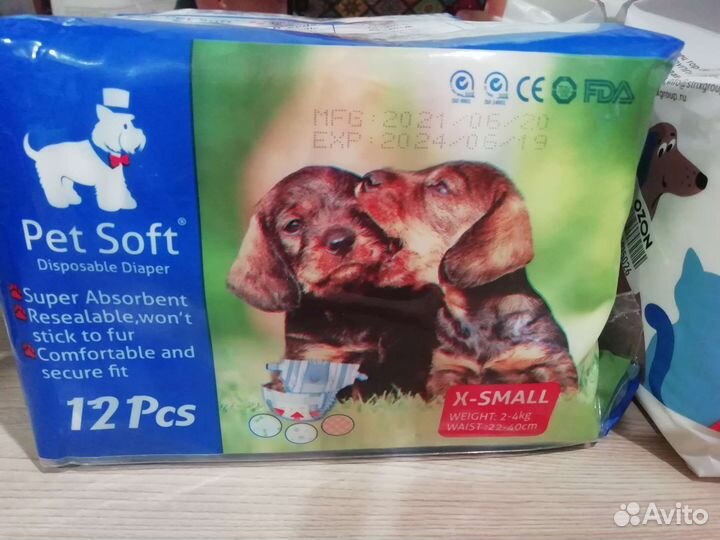 Pet Soft®
Disposable Diaper
Super Absorbent
Resealable,won't
stick to fur
Comfortable and
secure fit
12 Pcs
CE
FDA
MFG:2021/06/20
EXP:2024/06/19
X-SMALL
WEIGHT: 2-4kg
WAIST: 22-40cm
OZON
Avito